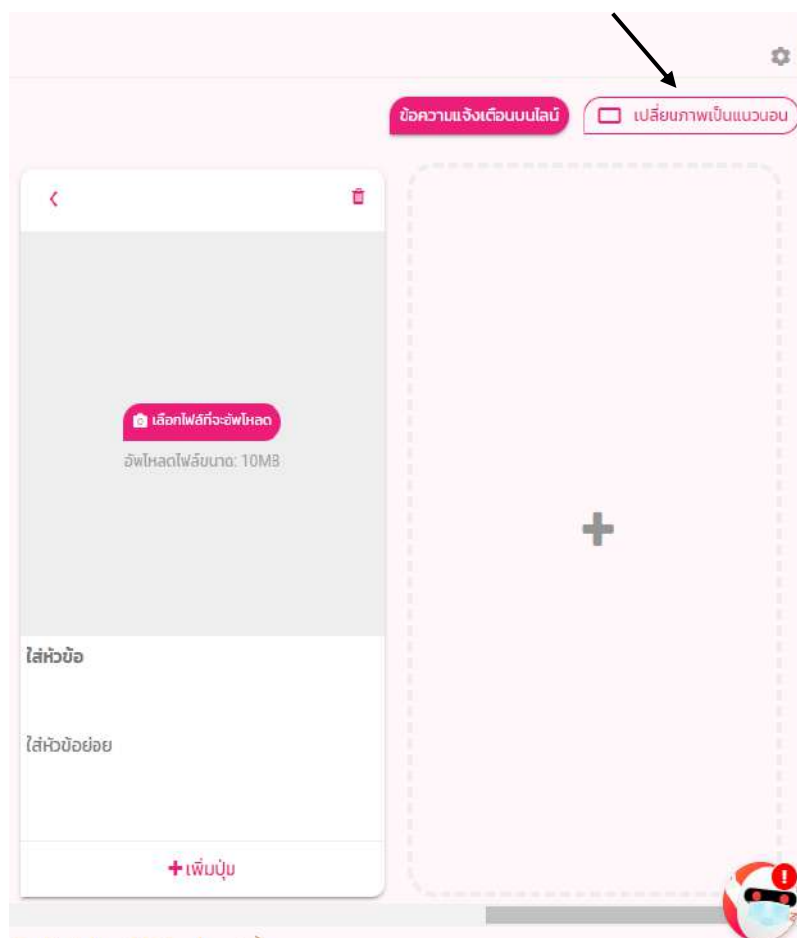 ข้อความแจ้งเตือนบนไลน์
เปลี่ยนภาพเป็นแนวนอน
เลือกไฟล์ที่จะอัพโหลด
อัพโหลดไฟล์ขนาด: 10MB
ใส่หัวข้อ
ใส่หัวข้อย่อย
+เพิ่มปุ่ม